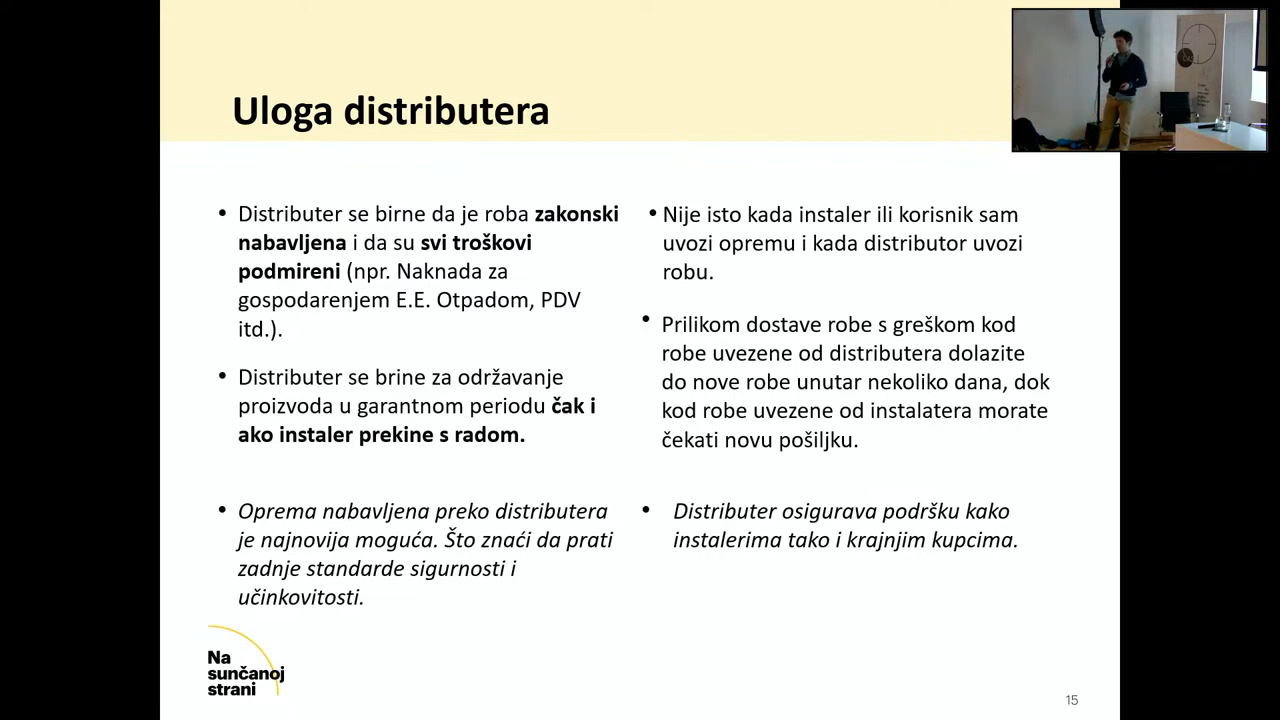 Uloga distributera
Distributer se birne da je roba zakonski
nabavljena i da su svi troškovi
podmireni (npr. Naknada za
gospodarenjem E.E. Otpadom, PDV
itd.).
Distributer se brine za održavanje
proizvoda u garantnom periodu čak i
ako instaler prekine s radom.
Oprema nabavljena preko distributera
je najnovija moguća. Što znaći da prati
zadnje standarde sigurnosti i
učinkovitosti.
Nije isto kada instaler ili korisnik sam
uvozi opremu i kada distributor uvozi
robu.
Prilikom dostave robe s greškom kod
robe uvezene od distributera dolazite
do nove robe unutar nekoliko dana, dok
kod robe uvezene od instalatera morate
čekati novu pošiljku.
Distributer osigurava podršku kako
instalerima tako i krajnjim kupcima.
Na
sunčanoj
strani
15